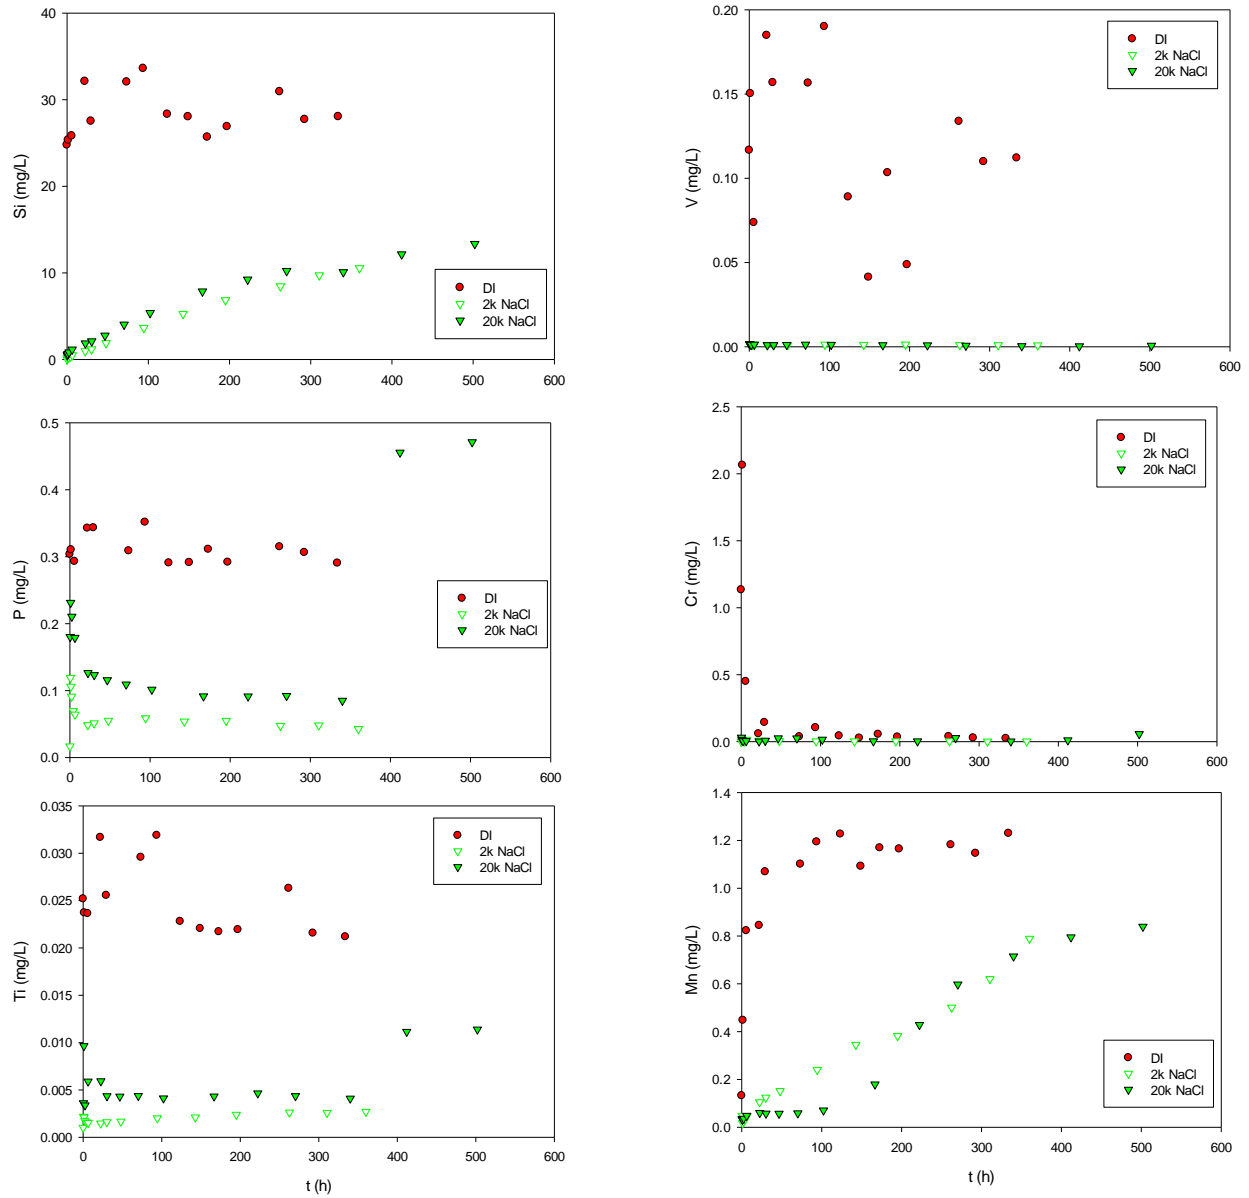 40
30
20
10
0
Si (mg/L)
DI
2k NaCl
20k NaCl
0 100 200 300 400 500 600
0.20
0.15
0.10
0.05
0.00
V (mg/L)
DI
2k NaCl
20k NaCl
0 100 200 300 400 500 600
0.5
0.4
0.3
0.2
0.1
0.0
P (mg/L)
DI
2k NaCl
20k NaCl
0 100 200 300 400 500 600
2.5
2.0
1.5
1.0
0.5
0.0
Cr (mg/L)
DI
2k NaCl
20k NaCl
0 100 200 300 400 500 600
0.035
0.030
0.025
0.020
0.015
0.010
0.005
0.000
Ti (mg/L)
DI
2k NaCl
20k NaCl
0 100 200 300 400 500 600
t (h)
1.4
1.2
1.0
0.8
0.6
0.4
0.2
0.0
Mn (mg/L)
DI
2k NaCl
20k NaCl
0 100 200 300 400 500 600
t (h)